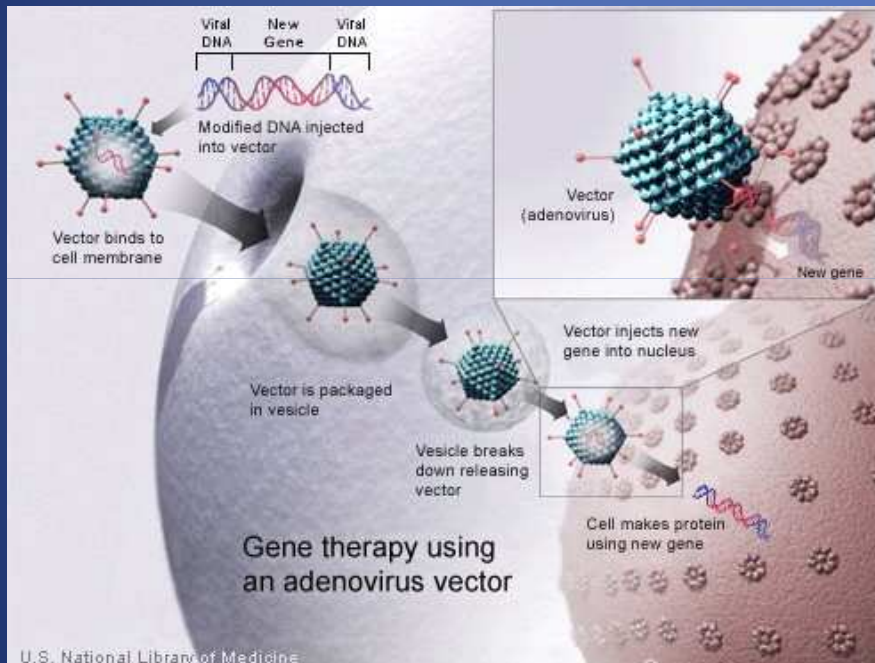 Viral New Viral
DNA Gene DNA
Modified DNA injected
into vector
Vector binds to
cell membrane
Vector
(adenovirus)
New gene
Vector injects new
gene into nucleus
Vector is packaged
in vesicle
Vesicle breaks
down releasing
vector
Cell makes protein
using new gene
Gene therapy using
an adenovirus vector
U.S. National Library of Medicine